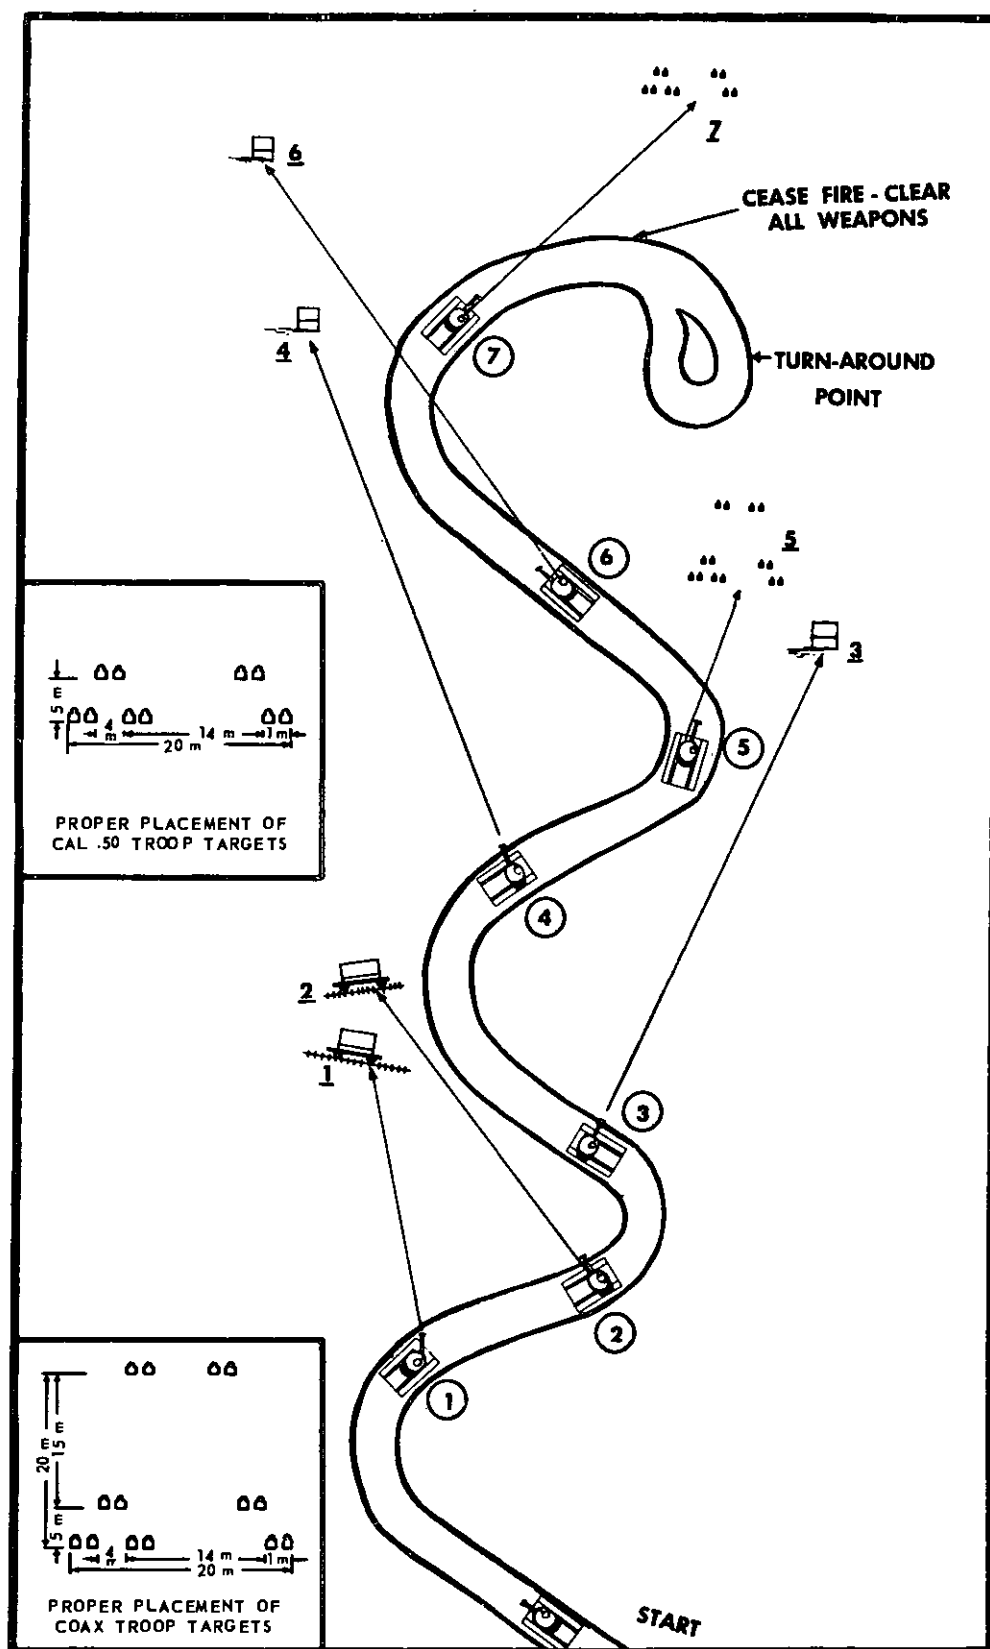 7
6
CEASE FIRE - CLEAR
ALL WEAPONS
4
7
TURN-AROUND
POINT
5
6
3
5 m
4 m
14 m
1 m
20 m
PROPER PLACEMENT OF
CAL .50 TROOP TARGETS
5
4
2
1
3
2
1
20 m
15 m
5 m
4 m
14 m
1 m
20 m
PROPER PLACEMENT OF
COAX TROOP TARGETS
START